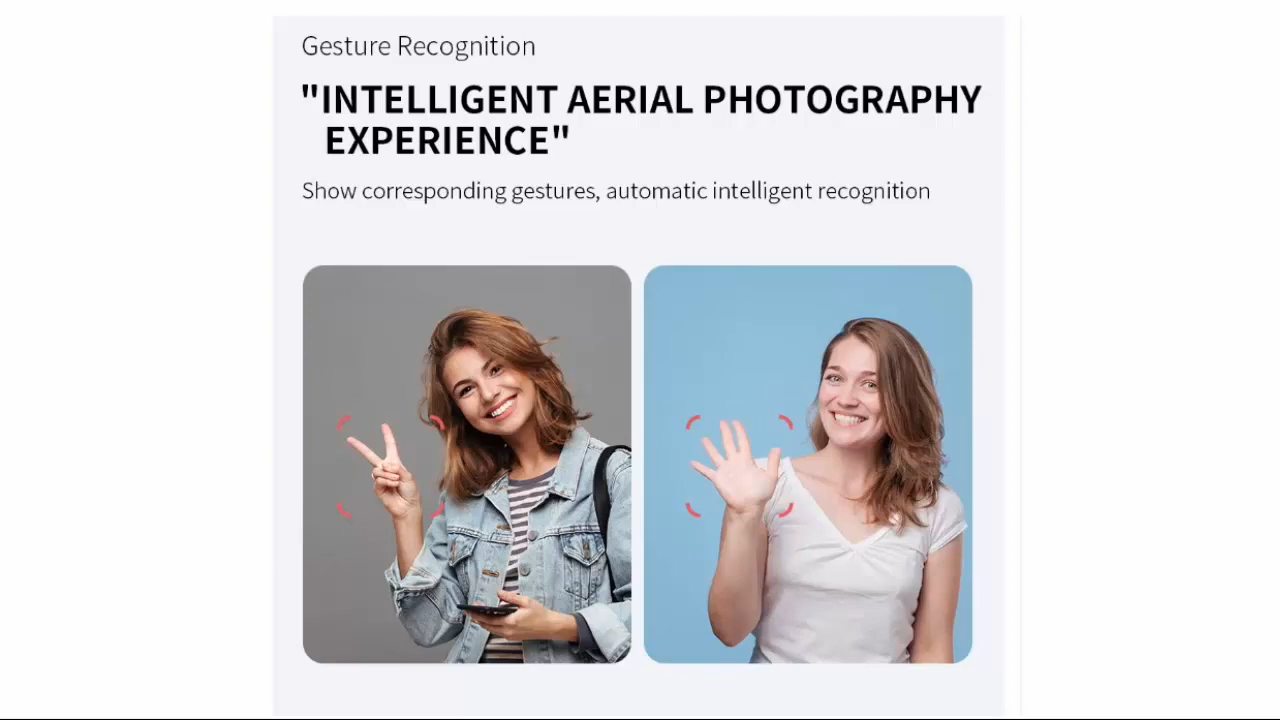 Gesture Recognition
"INTELLIGENT AERIAL PHOTOGRAPHY
EXPERIENCE"
Show corresponding gestures, automatic intelligent recognition